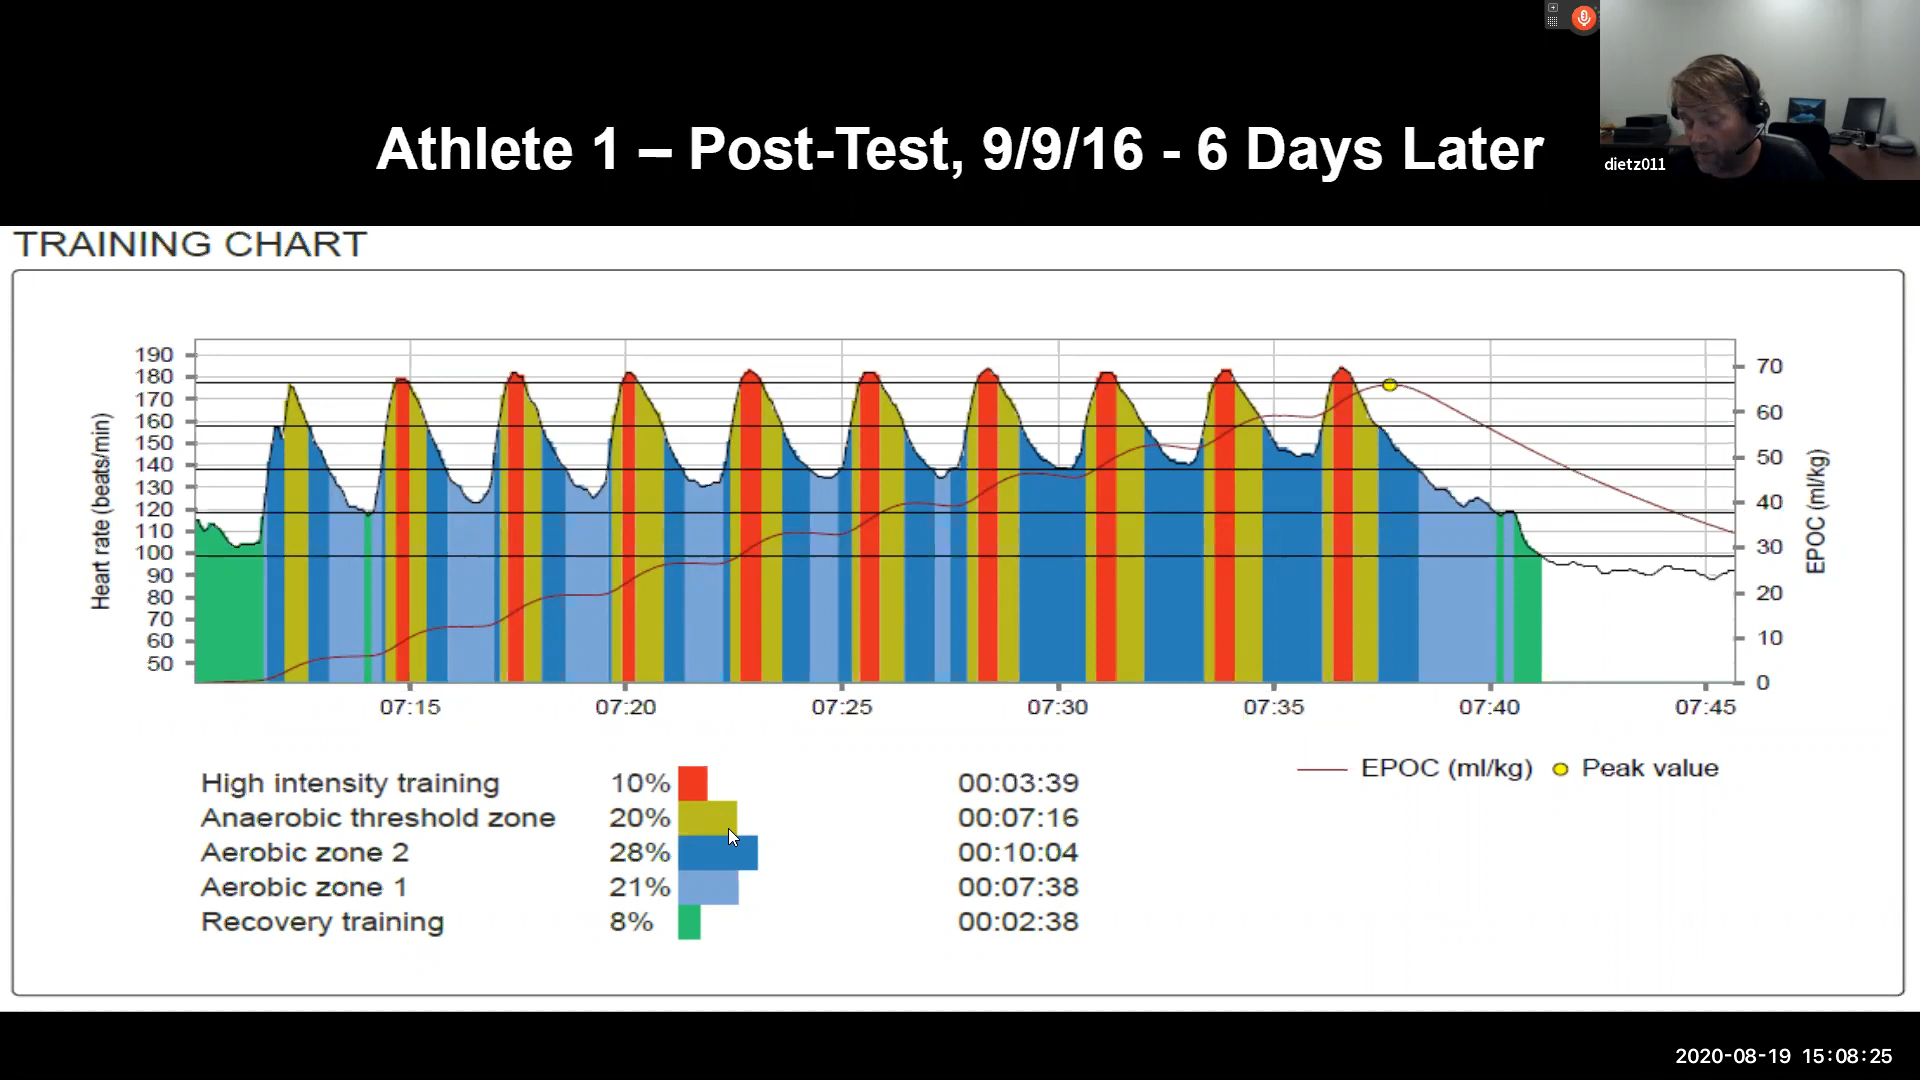 dietz011
Athlete 1 – Post-Test, 9/9/16 - 6 Days Later
TRAINING CHART
Heart rate (beats/min)
190
180
170
160
150
140
130
120
110
100
90
80
70
60
50
EPOC (ml/kg)
70
60
50
40
30
20
10
0
07:15 07:20 07:25 07:30 07:35 07:40 07:45
EPOC (ml/kg) Peak value
High intensity training 10% 00:03:39
Anaerobic threshold zone 20% 00:07:16
Aerobic zone 2 28% 00:10:04
Aerobic zone 1 21% 00:07:38
Recovery training 8% 00:02:38
2020-08-19 15:08:25